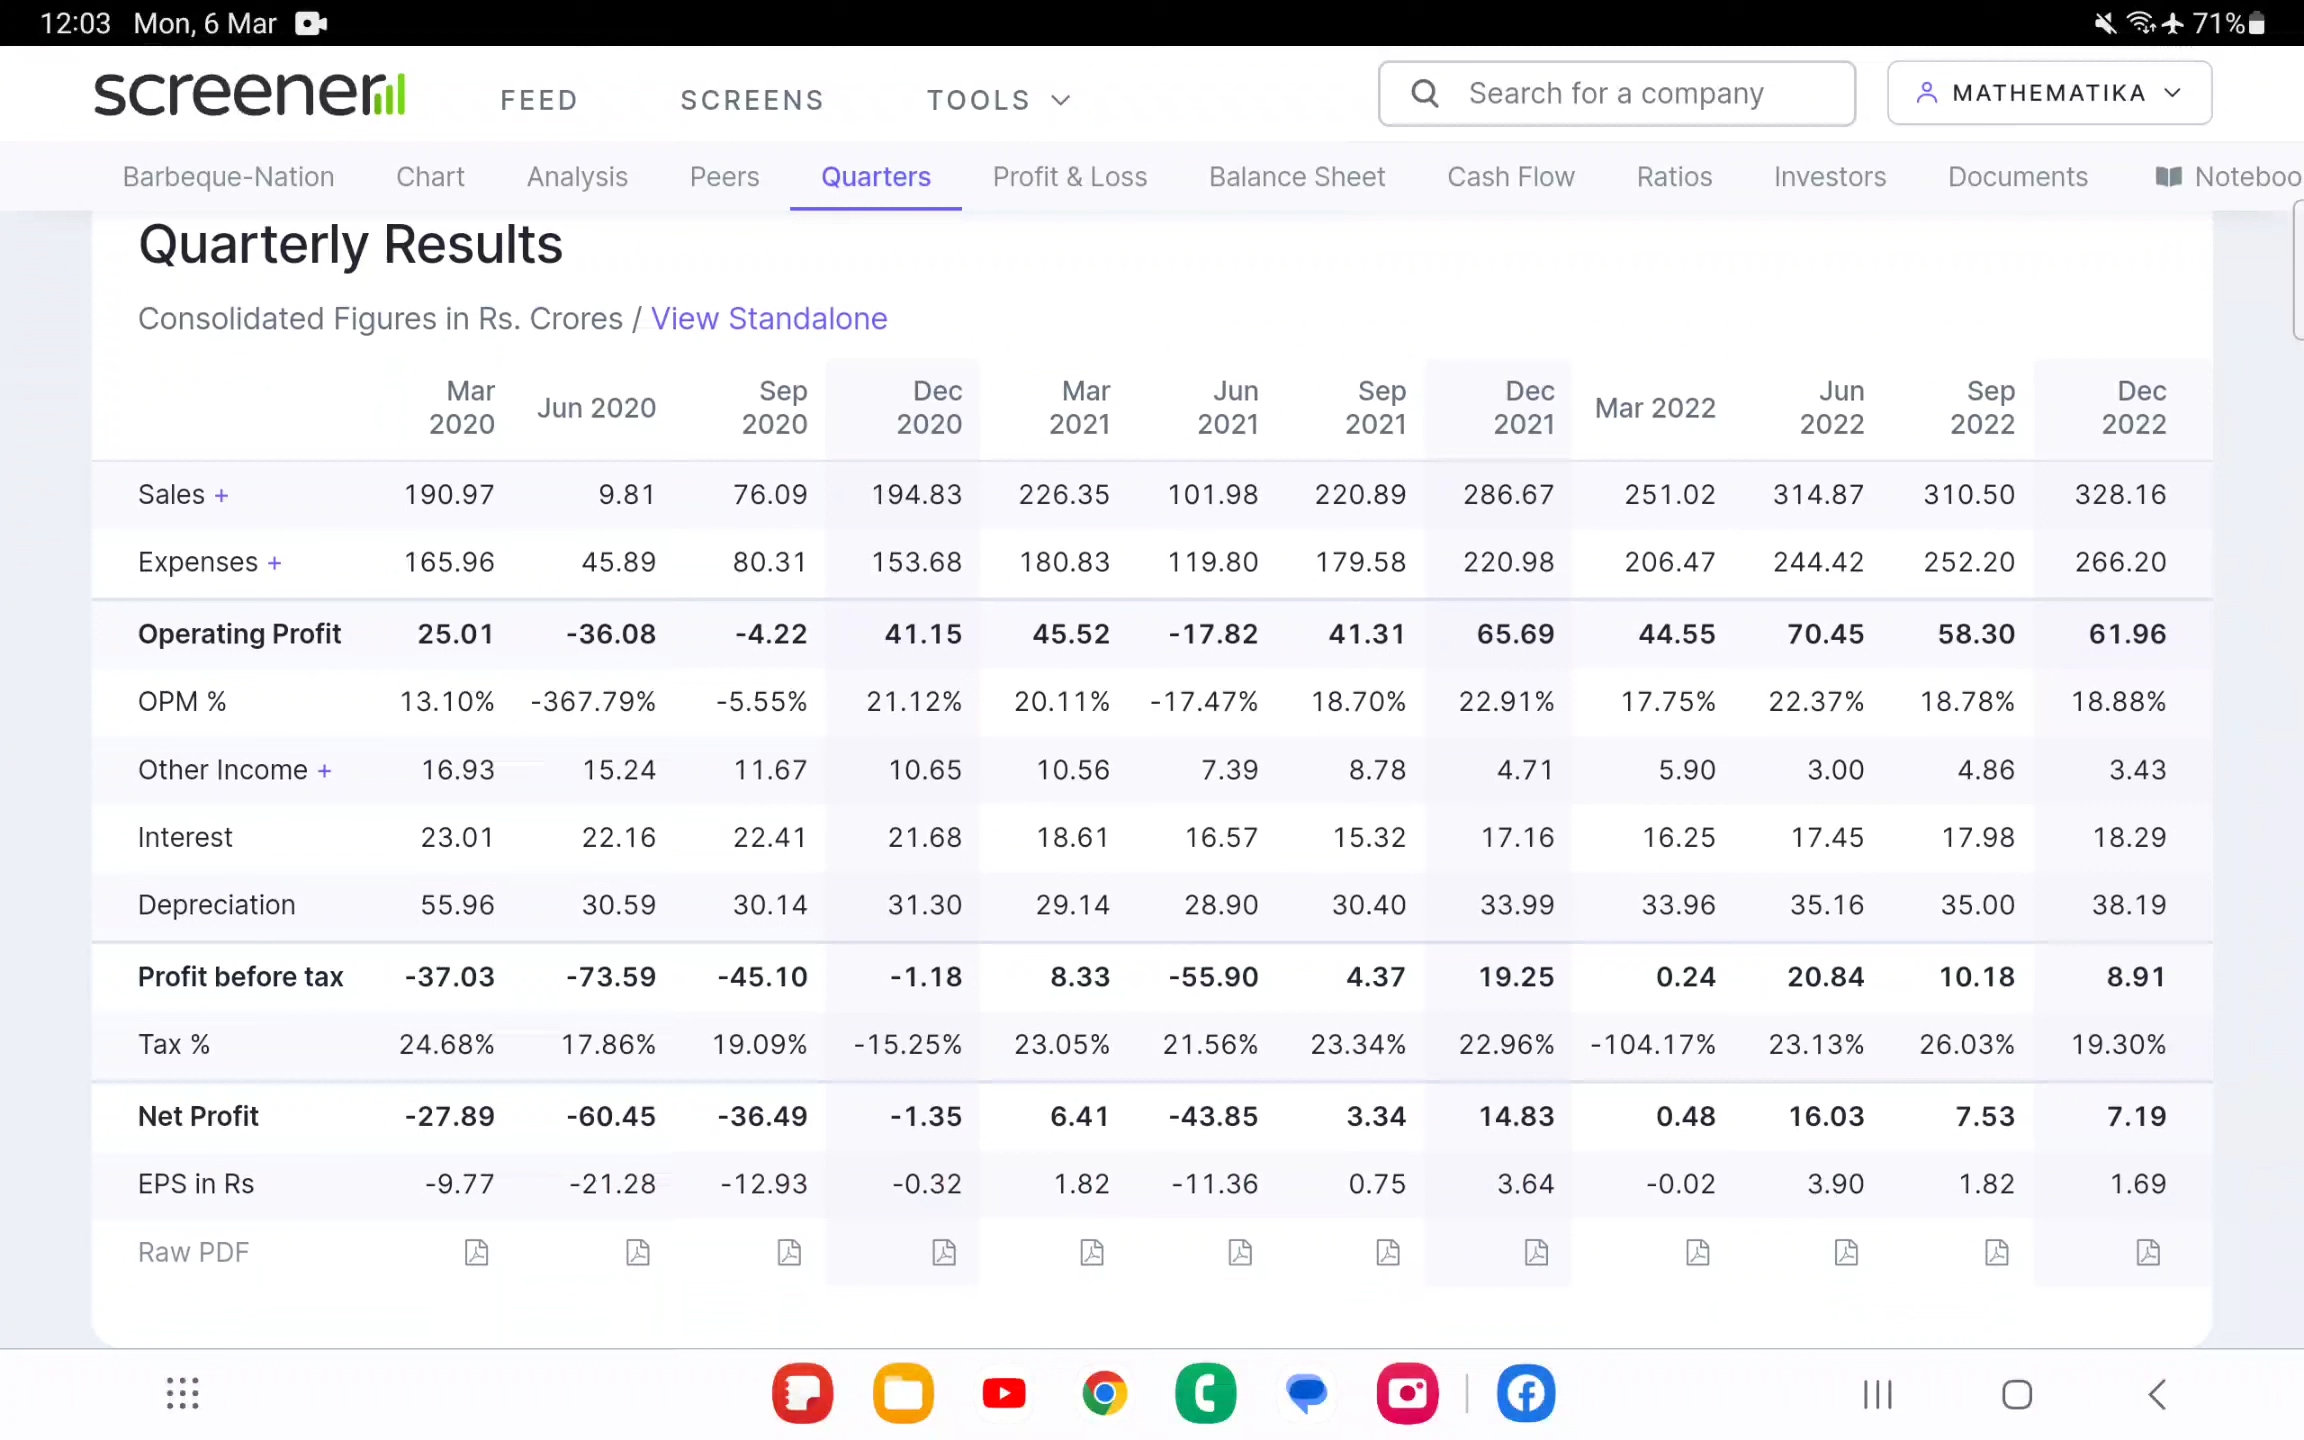 12:03 Mon, 6 Mar 71%
screener FEED SCREENS TOOLS Search for a company MATHEMATIKA
Barbeque-Nation Chart Analysis Peers Quarters Profit & Loss Balance Sheet Cash Flow Ratios Investors Documents Noteboo
Quarterly Results
Consolidated Figures in Rs. Crores / View Standalone
Mar 2020 Jun 2020 Sep 2020 Dec 2020 Mar 2021 Jun 2021 Sep 2021 Dec 2021 Mar 2022 Jun 2022 Sep 2022 Dec 2022
Sales + 190.97 9.81 76.09 194.83 226.35 101.98 220.89 286.67 251.02 314.87 310.50 328.16
Expenses + 165.96 45.89 80.31 153.68 180.83 119.80 179.58 220.98 206.47 244.42 252.20 266.20
Operating Profit 25.01 -36.08 -4.22 41.15 45.52 -17.82 41.31 65.69 44.55 70.45 58.30 61.96
OPM % 13.10% -367.79% -5.55% 21.12% 20.11% -17.47% 18.70% 22.91% 17.75% 22.37% 18.78% 18.88%
Other Income + 16.93 15.24 11.67 10.65 10.56 7.39 8.78 4.71 5.90 3.00 4.86 3.43
Interest 23.01 22.16 22.41 21.68 18.61 16.57 15.32 17.16 16.25 17.45 17.98 18.29
Depreciation 55.96 30.59 30.14 31.30 29.14 28.90 30.40 33.99 33.96 35.16 35.00 38.19
Profit before tax -37.03 -73.59 -45.10 -1.18 8.33 -55.90 4.37 19.25 0.24 20.84 10.18 8.91
Tax % 24.68% 17.86% 19.09% -15.25% 23.05% 21.56% 23.34% 22.96% -104.17% 23.13% 26.03% 19.30%
Net Profit -27.89 -60.45 -36.49 -1.35 6.41 -43.85 3.34 14.83 0.48 16.03 7.53 7.19
EPS in Rs -9.77 -21.28 -12.93 -0.32 1.82 -11.36 0.75 3.64 -0.02 3.90 1.82 1.69
Raw PDF